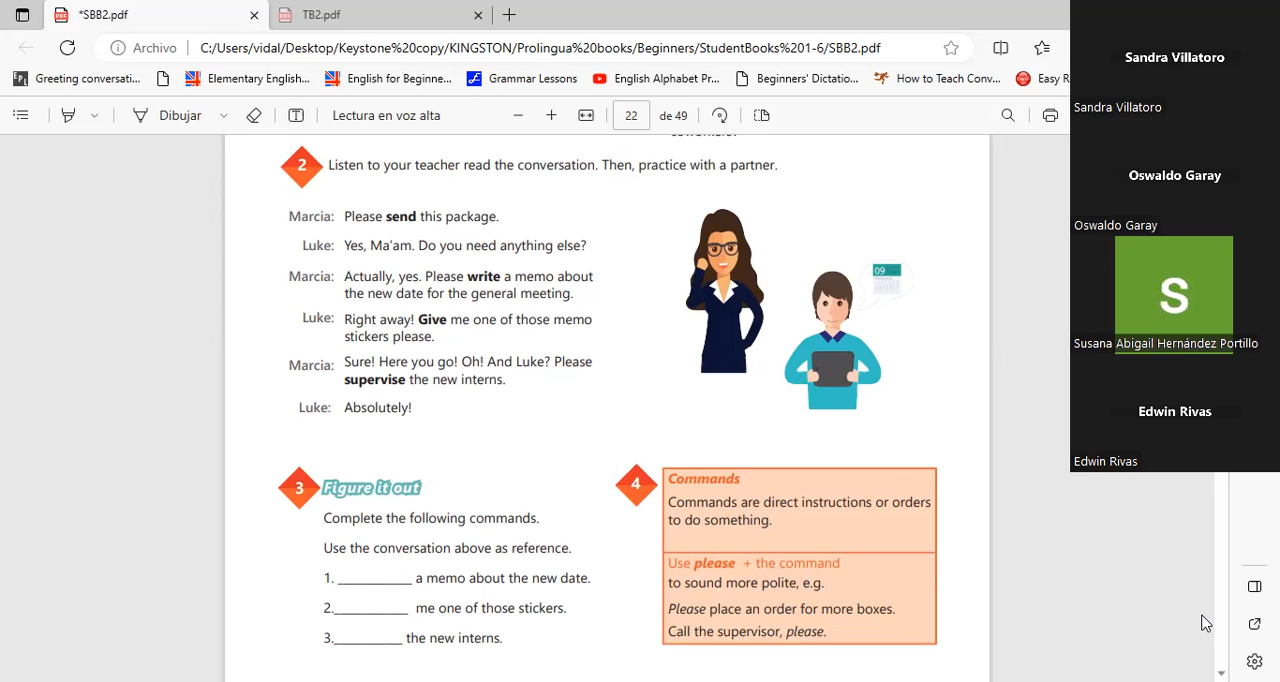 *SBB2.pdf
TB2.pdf
Archivo
C:/Users/vidal/Desktop/Keystone%20copy/KINGSTON/Prolingua%20books/Beginners/StudentBooks%201-6/SBB2.pdf
Greeting conversati...
Elementary English...
English for Beginne...
Grammar Lessons
English Alphabet Pr...
Beginners' Dictatio...
How to Teach Conv...
Easy R
Dibujar
Lectura en voz alta
22
de 49
2
Listen to your teacher read the conversation. Then, practice with a partner.
Marcia: Please send this package.
Luke: Yes, Ma'am. Do you need anything else?
Marcia: Actually, yes. Please write a memo about
the new date for the general meeting.
Luke: Right away! Give me one of those memo
stickers please.
Marcia: Sure! Here you go! Oh! And Luke? Please
supervise the new interns.
Luke: Absolutely!
09
3
Figure it out
Complete the following commands.
Use the conversation above as reference.
1. ___________ a memo about the new date.
2.___________ me one of those stickers.
3.__________ the new interns.
4
Commands
Commands are direct instructions or orders
to do something.
Use please + the command
to sound more polite, e.g.
Please place an order for more boxes.
Call the supervisor, please.
Sandra Villatoro
Sandra Villatoro
Oswaldo Garay
Oswaldo Garay
S
Susana Abigail Hernández Portillo
Edwin Rivas
Edwin Rivas